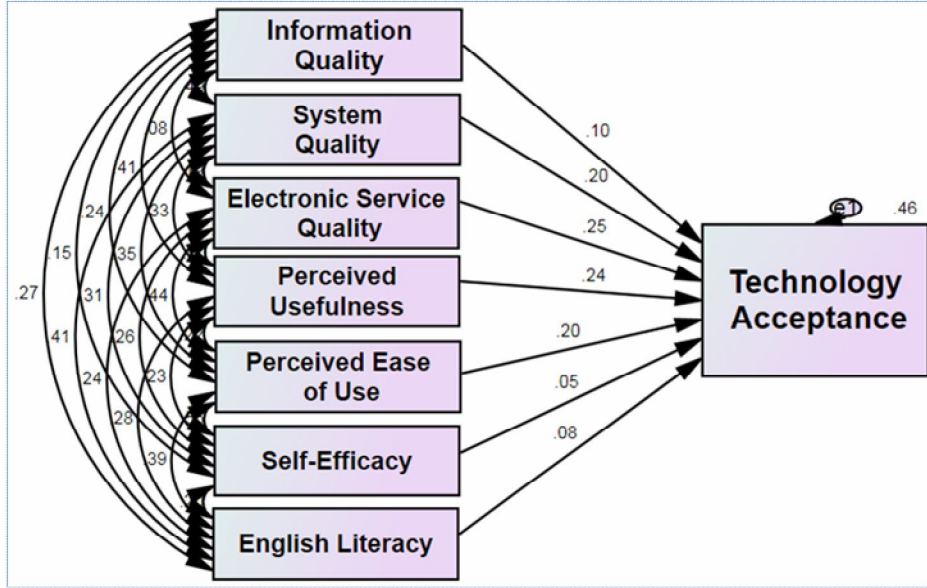 Information
Quality
System
Quality
Electronic Service
Quality
Perceived
Usefulness
Perceived Ease
of Use
Self-Efficacy
English Literacy
Technology
Acceptance
e1
.46
.10
.20
.25
.24
.20
.05
.08
.08
.41
.24
.33
.15
.35
.27
.31
.44
.41
.26
.24
.23
.28
.39